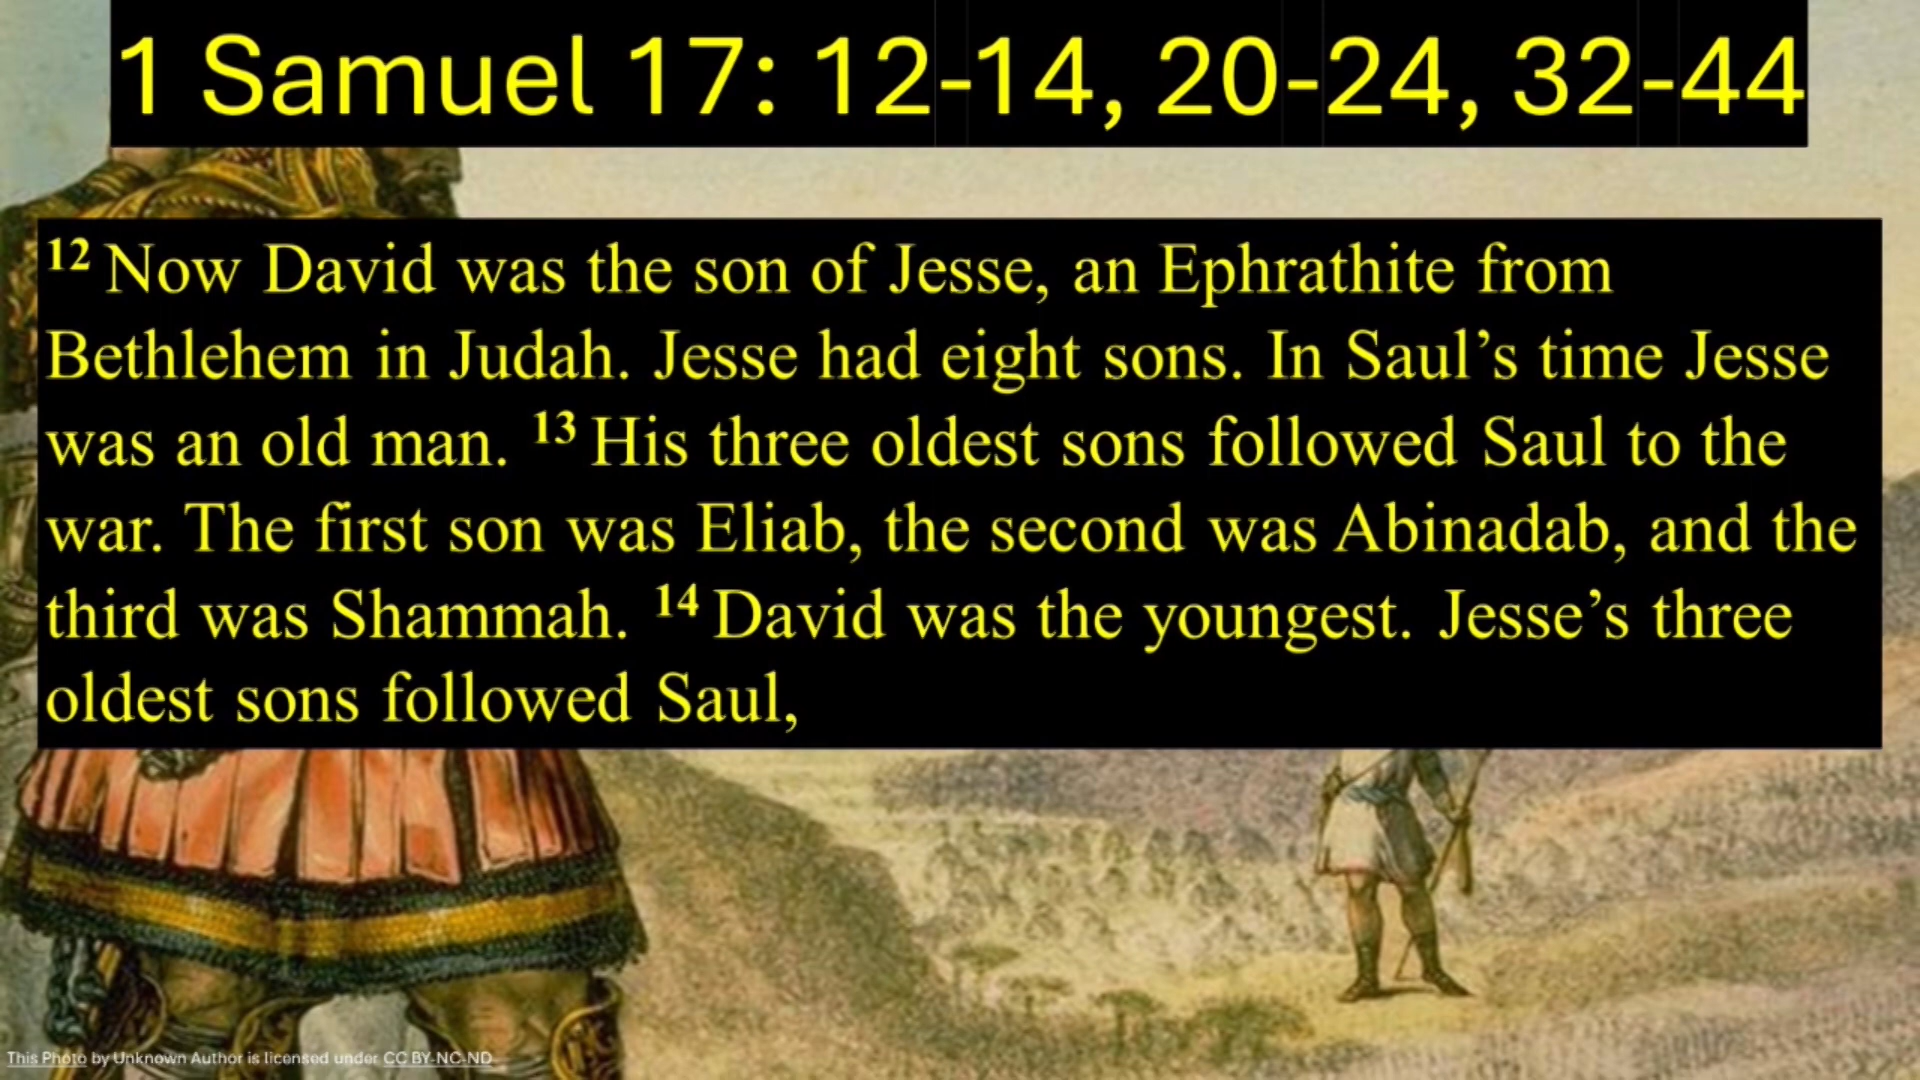 1 Samuel 17: 12-14, 20-24, 32-44
12 Now David was the son of Jesse, an Ephrathite from
Bethlehem in Judah. Jesse had eight sons. In Saul’s time Jesse
was an old man. 13 His three oldest sons followed Saul to the
war. The first son was Eliab, the second was Abinadab, and the
third was Shammah. 14 David was the youngest. Jesse’s three
oldest sons followed Saul,
This Photo by Unknown Author is licensed under CC BY-NC-ND